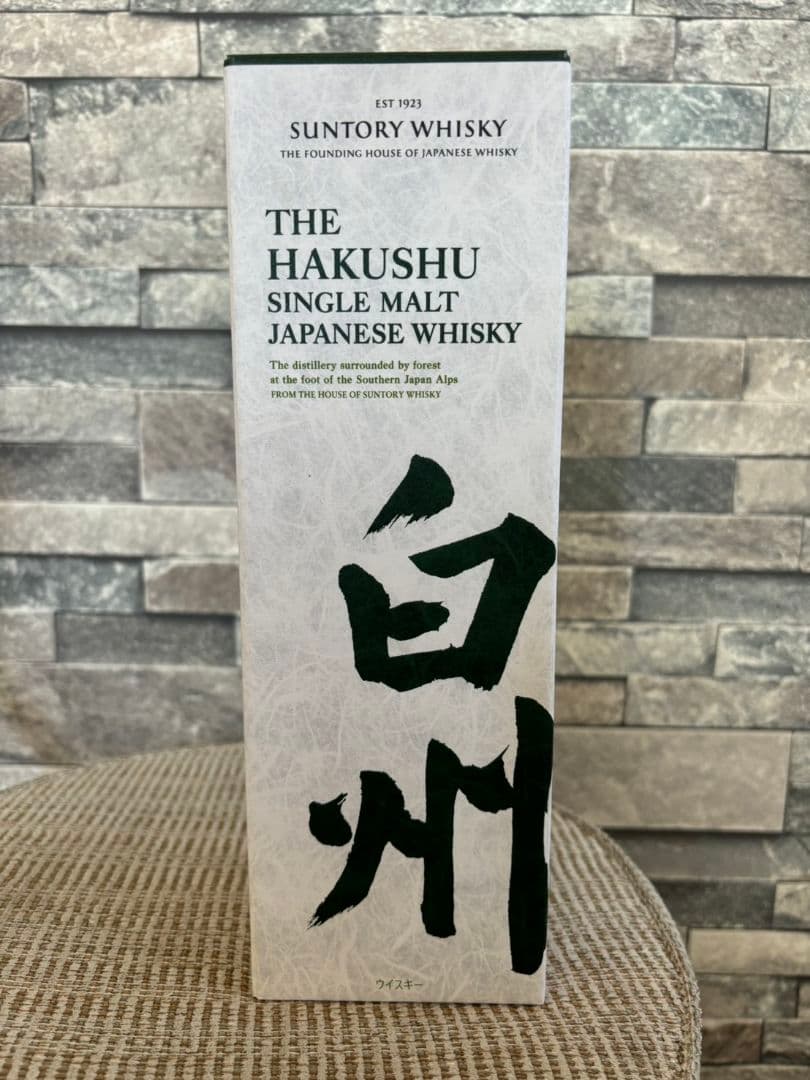 EST 1923
SUNTORY WHISKY
THE FOUNDING HOUSE OF JAPANESE WHISKY
THE
HAKUSHU
SINGLE MALT
JAPANESE WHISKY
The distillery surrounded by forest
at the foot of the Southern Japan Alps
FROM THE HOUSE OF SUNTORY WHISKY
白
州
ウイスキー